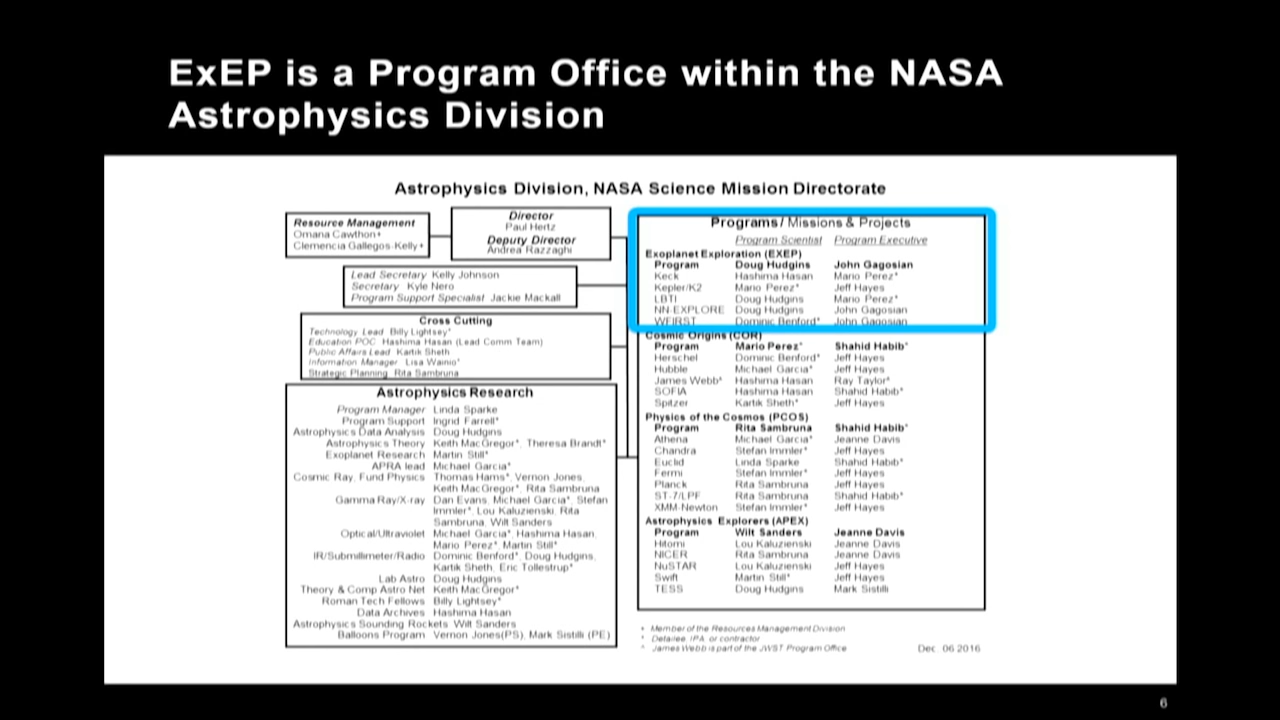 ExEP is a Program Office within the NASA
Astrophysics Division
Astrophysics Division, NASA Science Mission Directorate
Resource Management
Omana Cawthon+
Clemencia Gallegos-Kelly+
Director
Paul Hertz
Deputy Director
Andrea Razzaghi
Lead Secretary Kelly Johnson
Secretary Kyle Nero
Program Support Specialist Jackie Mackall
Cross Cutting
Technology Lead Billy Lightsey*
Education POC Hashima Hasan (Lead Comm Team)
Public Affairs Lead Kartik Sheth
Information Manager Lisa Wainio*
Strategic Planning Rita Sambruna
Astrophysics Research
Program Manager Linda Sparke
Program Support Ingrid Farrell*
Astrophysics Data Analysis Doug Hudgins
Astrophysics Theory Keith MacGregor*, Theresa Brandt*
Exoplanet Research Martin Still*
APRA lead Michael Garcia*
Cosmic Ray, Fund Physics Thomas Hams*, Vernon Jones,
Keith MacGregor*, Rita Sambruna
Gamma Ray/X-ray Dan Evans, Michael Garcia*, Stefan
Immler*, Lou Kaluzienski, Rita
Sambruna, Wilt Sanders
Optical/Ultraviolet Michael Garcia*, Hashima Hasan,
Mario Perez*, Martin Still*
IR/Submillimeter/Radio Dominic Benford*, Doug Hudgins,
Kartik Sheth, Eric Tollestrup*
Lab Astro Doug Hudgins
Theory & Comp Astro Net Keith MacGregor*
Roman Tech Fellows Billy Lightsey*
Data Archives Hashima Hasan
Astrophysics Sounding Rockets Wilt Sanders
Balloons Program Vernon Jones(PS), Mark Sistilli (PE)
Programs / Missions & Projects
Program Scientist Program Executive
Exoplanet Exploration (EXEP)
Program Doug Hudgins John Gagosian
Keck Hashima Hasan Mario Perez*
Kepler/K2 Mario Perez* Jeff Hayes
LBTI Doug Hudgins Mario Perez*
NN-EXPLORE Doug Hudgins John Gagosian
WFIRST Dominic Benford* John Gagosian
Cosmic Origins (COR)
Program Mario Perez* Shahid Habib*
Herschel Dominic Benford* Jeff Hayes
Hubble Michael Garcia* Jeff Hayes
James Webb^ Hashima Hasan Ray Taylor*
SOFIA Hashima Hasan Shahid Habib*
Spitzer Kartik Sheth* Jeff Hayes
Physics of the Cosmos (PCOS)
Program Rita Sambruna Shahid Habib*
Athena Michael Garcia* Jeanne Davis
Chandra Stefan Immler* Jeff Hayes
Euclid Linda Sparke Shahid Habib*
Fermi Stefan Immler* Jeff Hayes
Planck Rita Sambruna Jeff Hayes
ST-7/LPF Rita Sambruna Shahid Habib*
XMM-Newton Stefan Immler* Jeff Hayes
Astrophysics Explorers (APEX)
Program Wilt Sanders Jeanne Davis
Hitomi Lou Kaluzienski Jeanne Davis
NICER Rita Sambruna Jeanne Davis
NuSTAR Lou Kaluzienski Jeff Hayes
Swift Martin Still* Jeff Hayes
TESS Doug Hudgins Mark Sistilli
+ Member of the Resources Management Division
* Detailee, IPA, or contractor
^ James Webb is part of the JWST Program Office
Dec. 06 2016
6